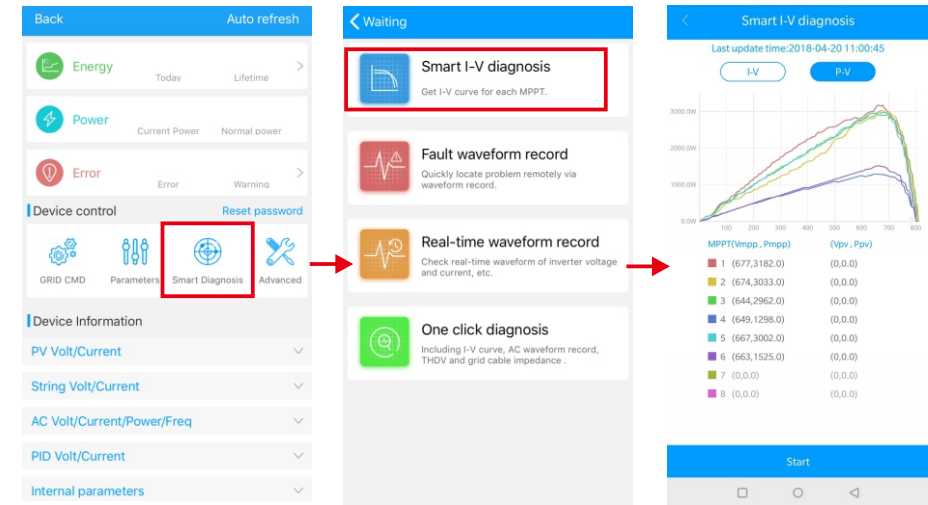 Back Auto refresh
Energy
Today Lifetime
Power
Current Power Normal power
Error
Error Warning
Device control Reset password
GRID CMD Parameters Smart Diagnosis Advanced
Device Information
PV Volt/Current
String Volt/Current
AC Volt/Current/Power/Freq
PID Volt/Current
Internal parameters
Waiting
Smart I-V diagnosis
Get I-V curve for each MPPT.
Fault waveform record
Quickly locate problem remotely via
waveform record.
Real-time waveform record
Check real-time waveform of inverter voltage
and current, etc.
One click diagnosis
Including I-V curve, AC waveform record,
THDV and grid cable impedance .
Smart I-V diagnosis
Last update time:2018-04-20 11:00:45
I-V P-V
3000.0W
2000.0W
1000.0W
0.0W
100 200 300 400 500 600 700 800
MPPT(Vmpp , Pmpp) (Vpv , Ppv)
1 (677,3182.0) (0,0.0)
2 (674,3033.0) (0,0.0)
3 (644,2962.0) (0,0.0)
4 (649,1298.0) (0,0.0)
5 (667,3002.0) (0,0.0)
6 (663,1525.0) (0,0.0)
7 (0,0.0) (0,0.0)
8 (0,0.0) (0,0.0)
Start